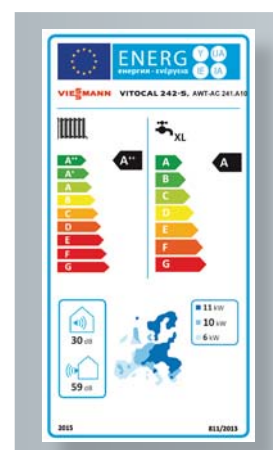 ENERG Y UA
енергия · ενέργεια IE IA
VIESMANN VITOCAL 242-S, AWT-AC 241.A10
XL
A++ A++ A A
A+ B
A C
B D
C E
D F
E G
F
G
11 kW
10 kW
6 kW
30 dB
59 dB
2015 811/2013